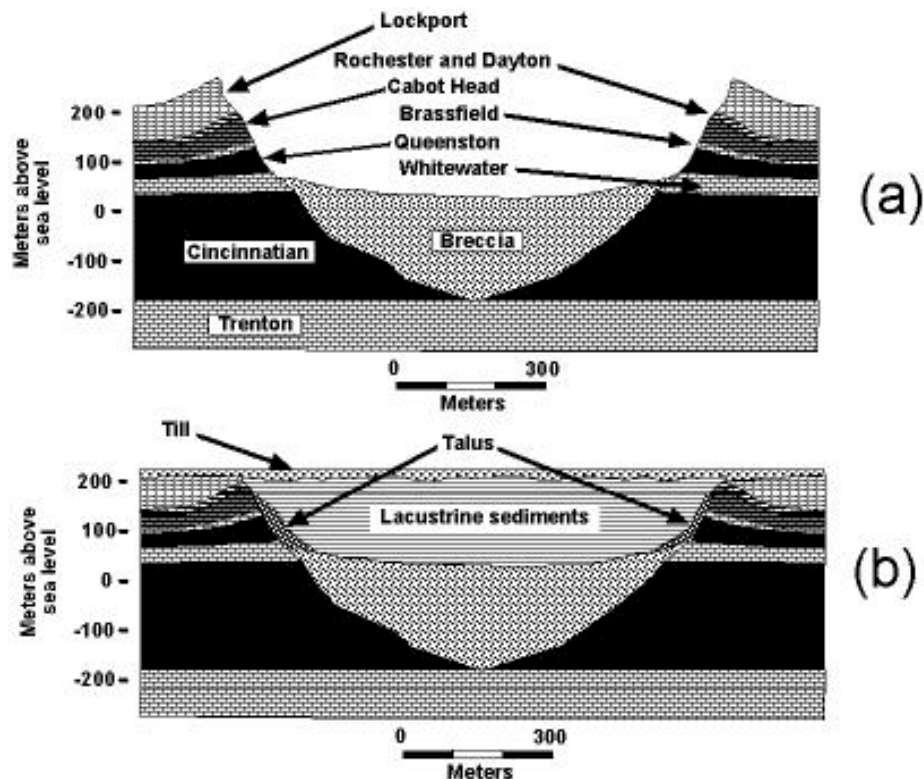 Lockport
Rochester and Dayton
Cabot Head
Brassfield
Queenston
Whitewater
Meters above
sea level
200 -
100 -
0 -
-100 -
-200 -
Cincinnatian
Breccia
Trenton
(a)
0 300
Meters
Till
Talus
Meters above
sea level
200 -
100 -
0 -
-100 -
-200 -
Lacustrine sediments
(b)
0 300
Meters